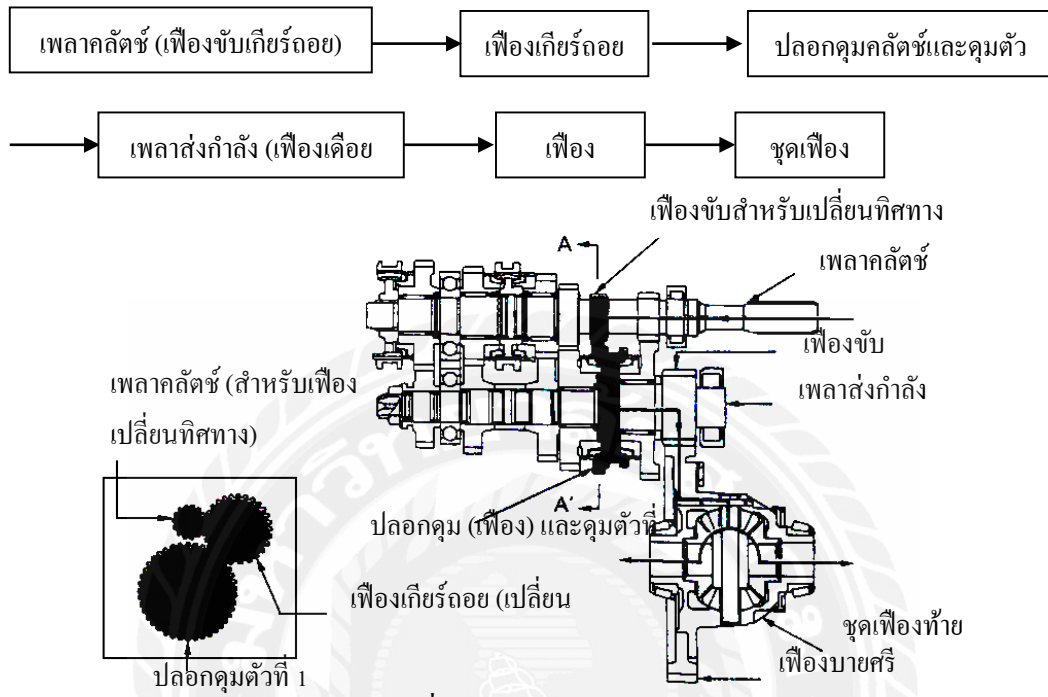 เพลาคลัตช์ (เฟืองขับเกียร์ถอย)
เฟืองเกียร์ถอย
ปลอกดุมคลัตช์และดุมตัว
เพลาส่งกำลัง (เฟืองเดือย
เฟือง
ชุดเฟือง
เฟืองขับสำหรับเปลี่ยนทิศทาง
A
เพลาคลัตช์
เฟืองขับ
เพลาส่งกำลัง
เพลาคลัตช์ (สำหรับเฟือง
เปลี่ยนทิศทาง)
A'
ปลอกดุม (เฟือง) และดุมตัวที่
เฟืองเกียร์ถอย (เปลี่ยน
ชุดเฟืองท้าย
เฟืองบายศรี
ปลอกดุมตัวที่ 1